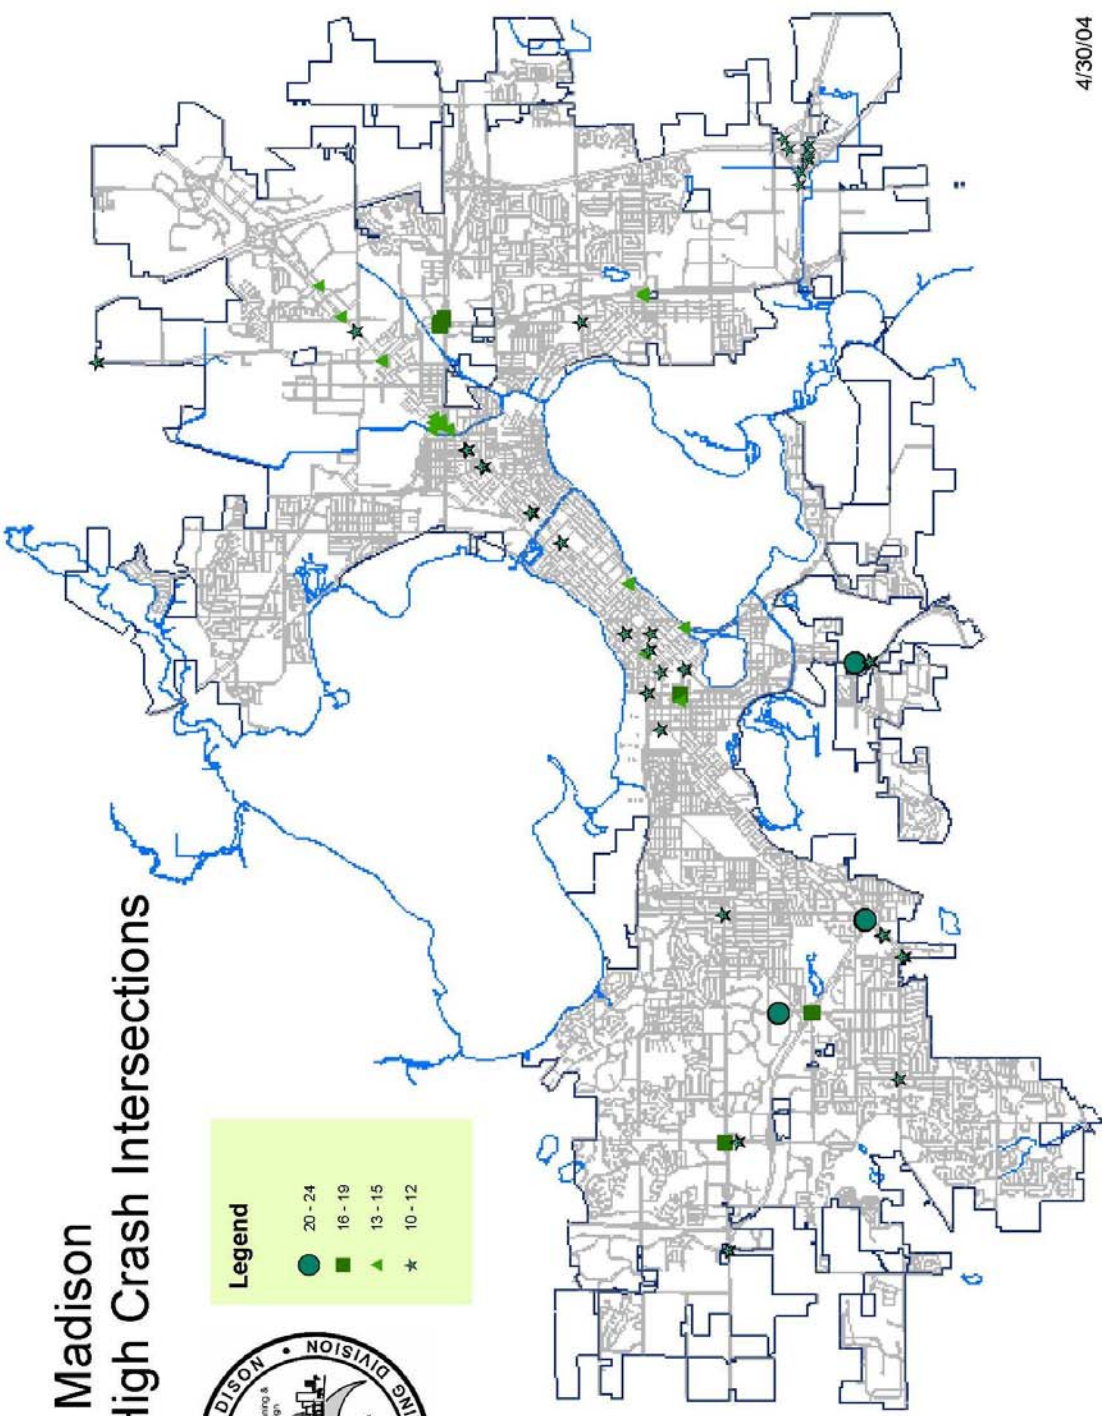 Madison
High Crash Intersections
Legend
20 - 24
16 - 19
13 - 15
10 - 12
4/30/04